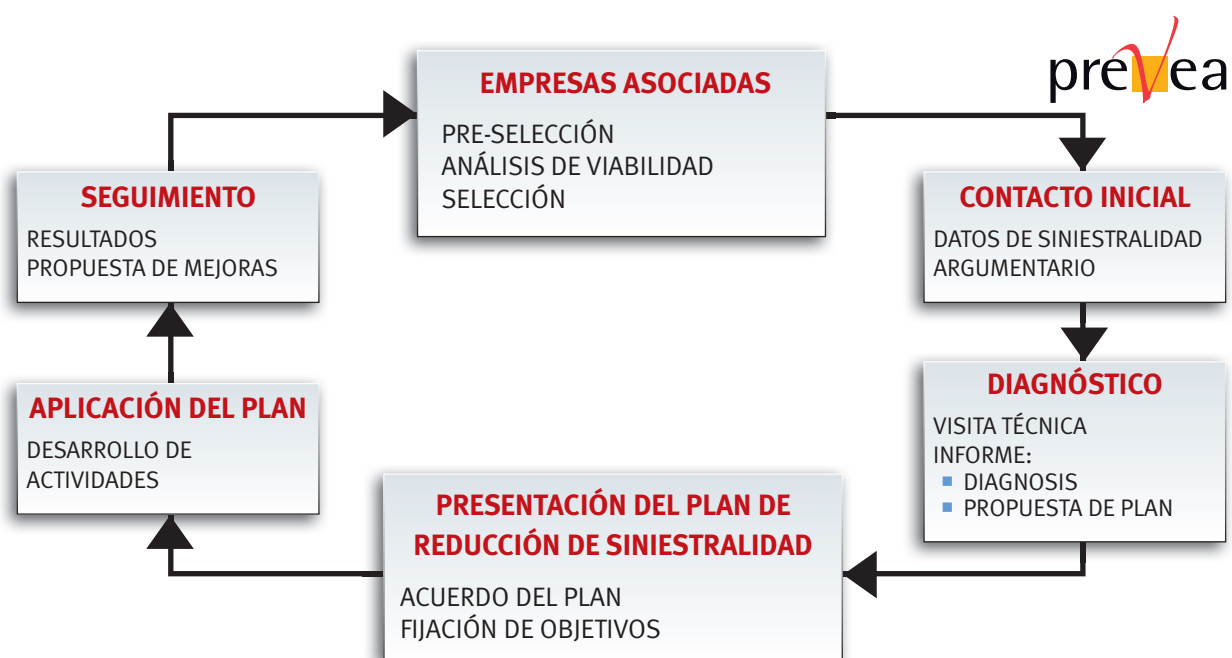 prevea
EMPRESAS ASOCIADAS
PRE-SELECCIÓN
ANÁLISIS DE VIABILIDAD
SELECCIÓN
CONTACTO INICIAL
DATOS DE SINIESTRALIDAD
ARGUMENTARIO
DIAGNÓSTICO
VISITA TÉCNICA
INFORME:
▪ DIAGNOSIS
▪ PROPUESTA DE PLAN
PRESENTACIÓN DEL PLAN DE
REDUCCIÓN DE SINIESTRALIDAD
ACUERDO DEL PLAN
FIJACIÓN DE OBJETIVOS
APLICACIÓN DEL PLAN
DESARROLLO DE
ACTIVIDADES
SEGUIMIENTO
RESULTADOS
PROPUESTA DE MEJORAS